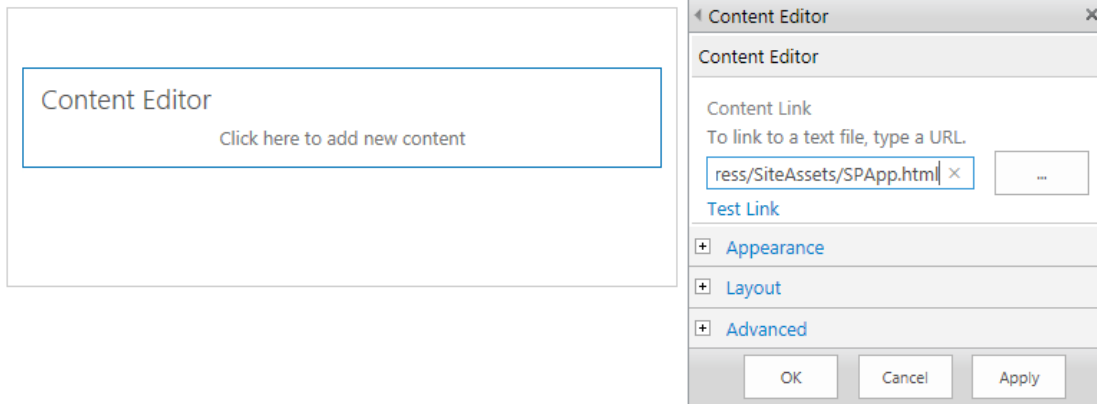 Content Editor
Click here to add new content
Content Editor
Content Editor
Content Link
To link to a text file, type a URL.
ress/SiteAssets/SPApp.html
...
Test Link
Appearance
Layout
Advanced
OK Cancel Apply